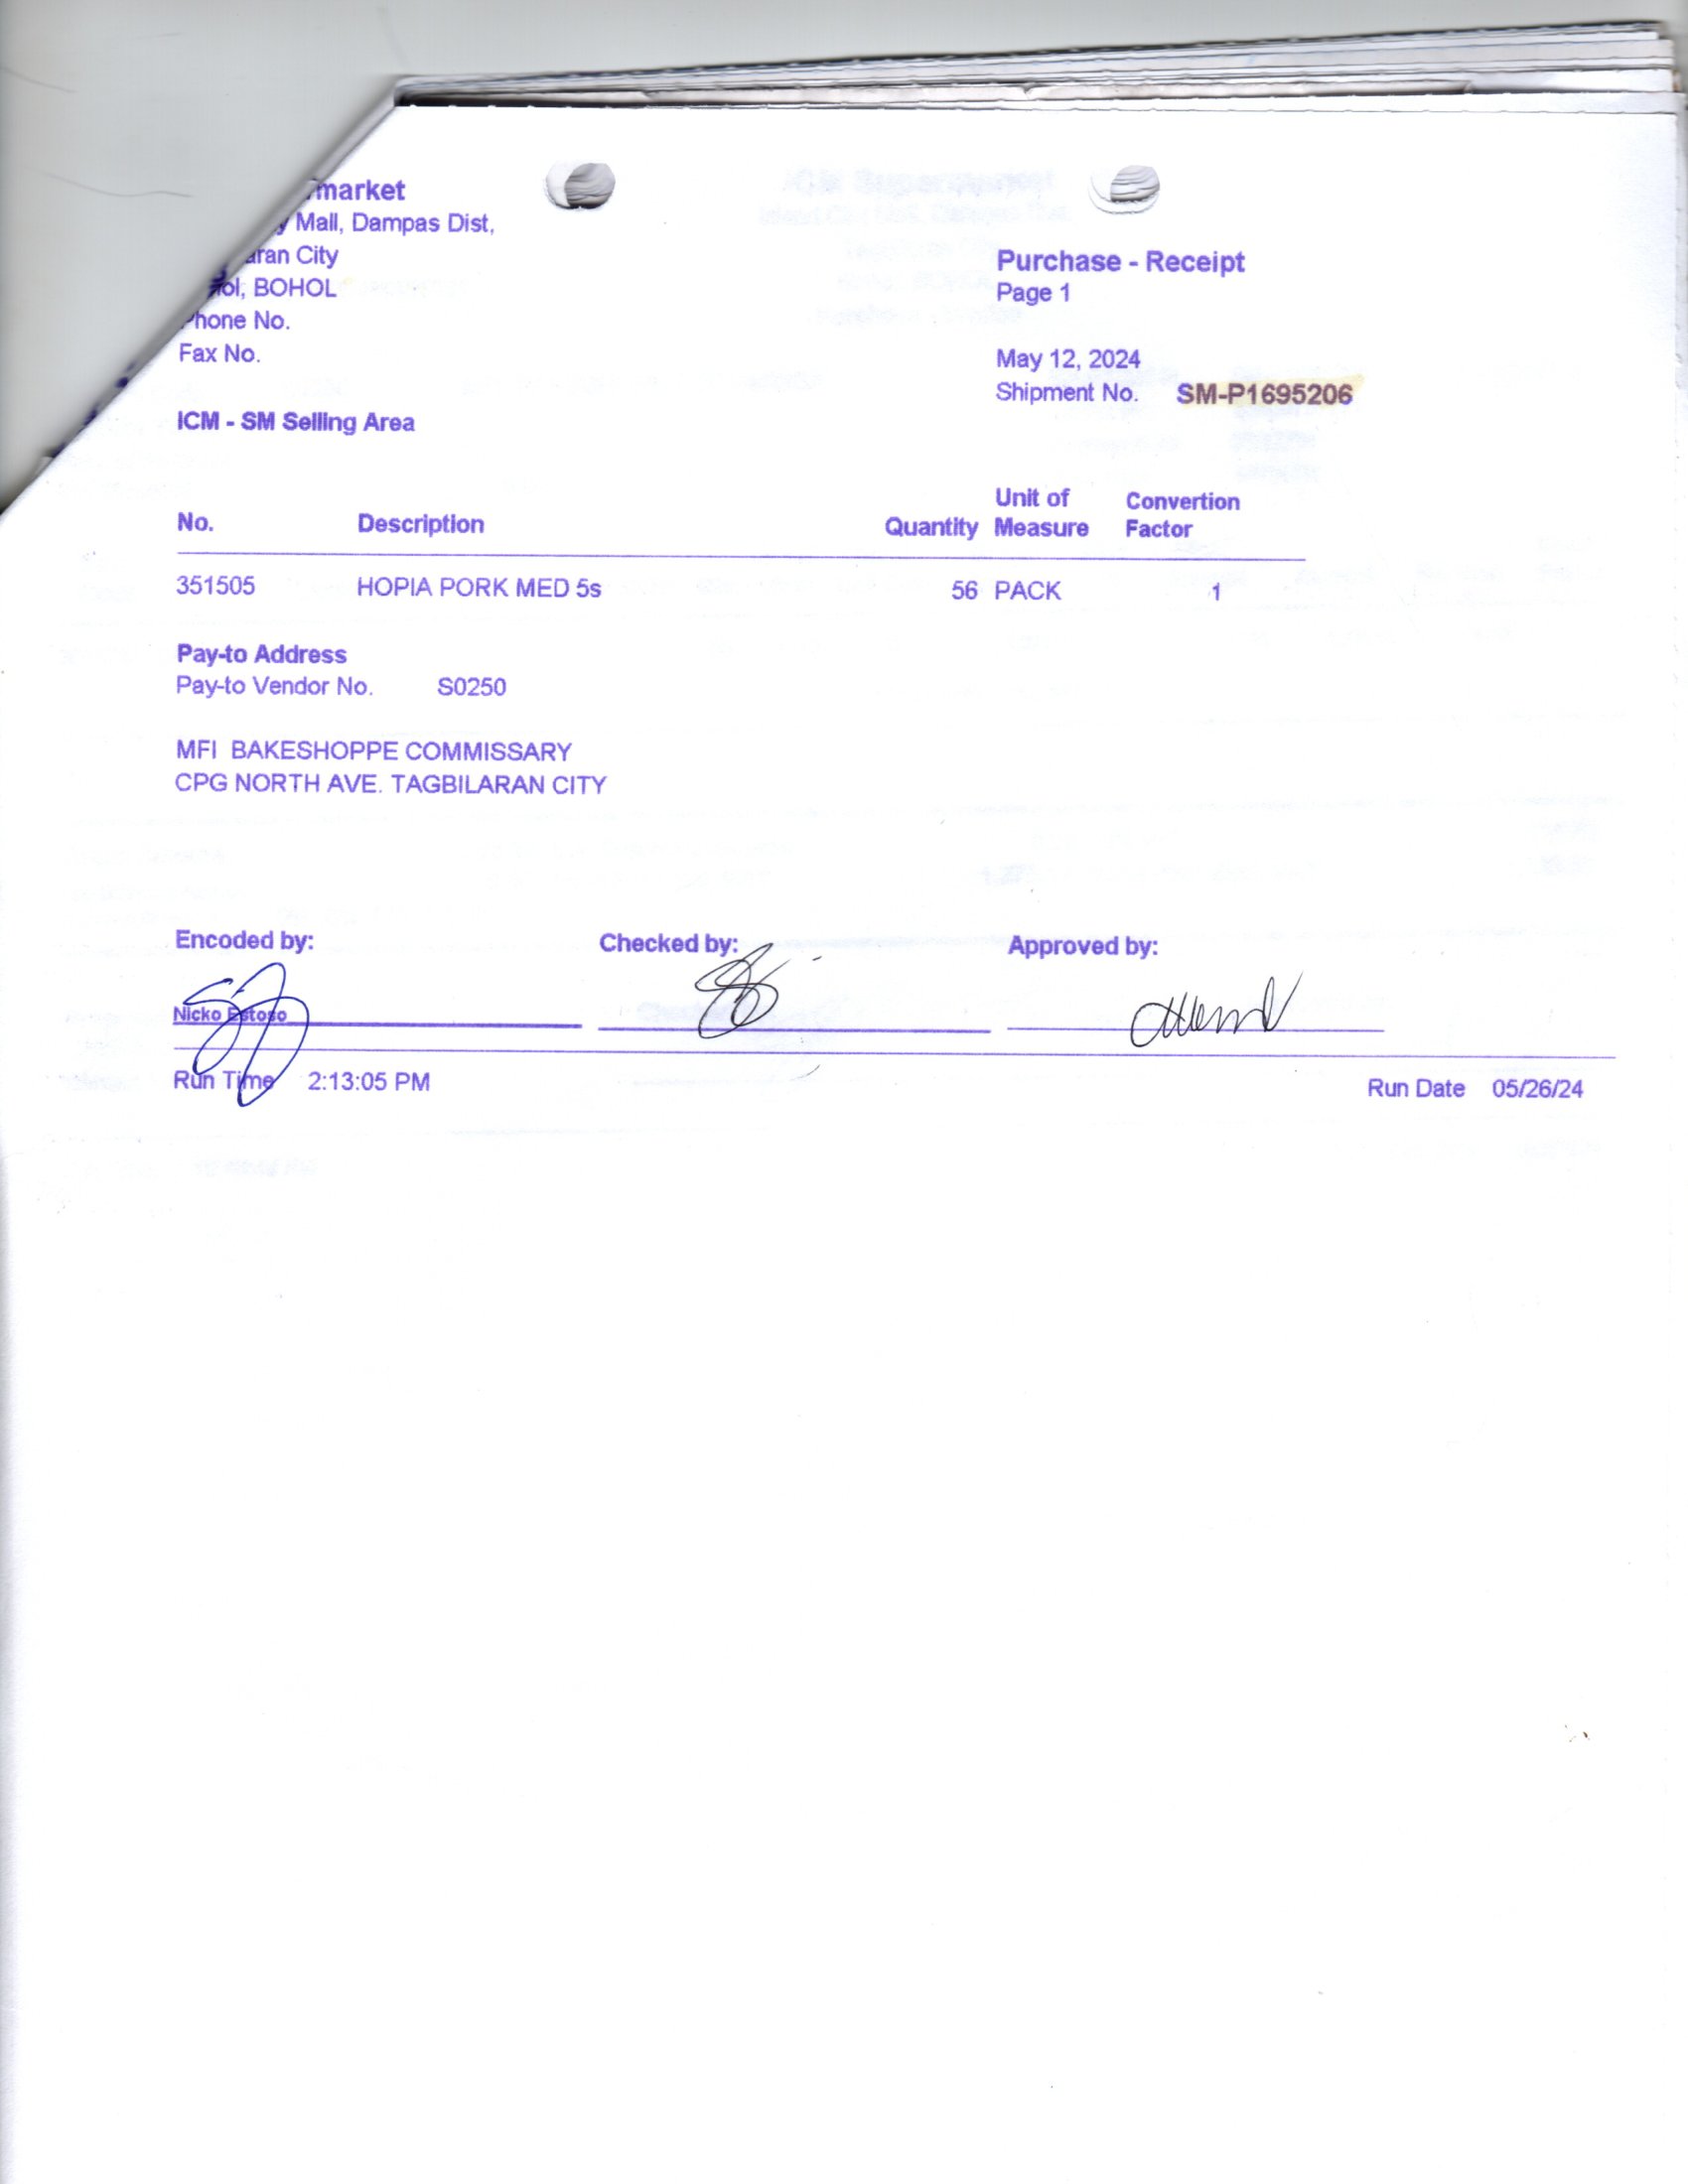 market
Mall, Dampas Dist,
aran City
ol, BOHOL
Phone No.
Fax No.
Purchase - Receipt
Page 1
May 12, 2024
Shipment No. SM-P1695206
ICM - SM Selling Area
No. Description Quantity Unit of Measure Convertion Factor
351505 HOPIA PORK MED 5s 56 PACK 1
Pay-to Address
Pay-to Vendor No. S0250
MFI BAKESHOPPE COMMISSARY
CPG NORTH AVE. TAGBILARAN CITY
Encoded by: Checked by: Approved by:
Nicko Estoso
Run Time 2:13:05 PM Run Date 05/26/24